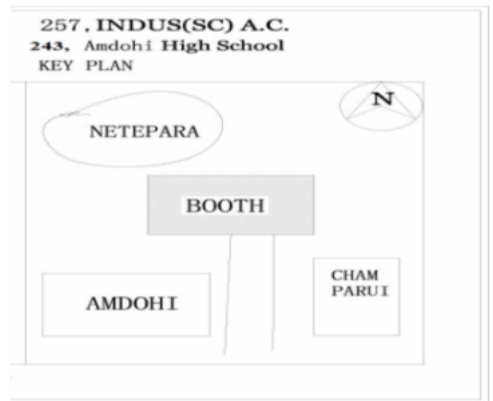 257, INDUS(SC) A.C.
243, Amdohi High School
KEY PLAN
N
NETEPARA
BOOTH
CHAM
PARUI
AMDOHI